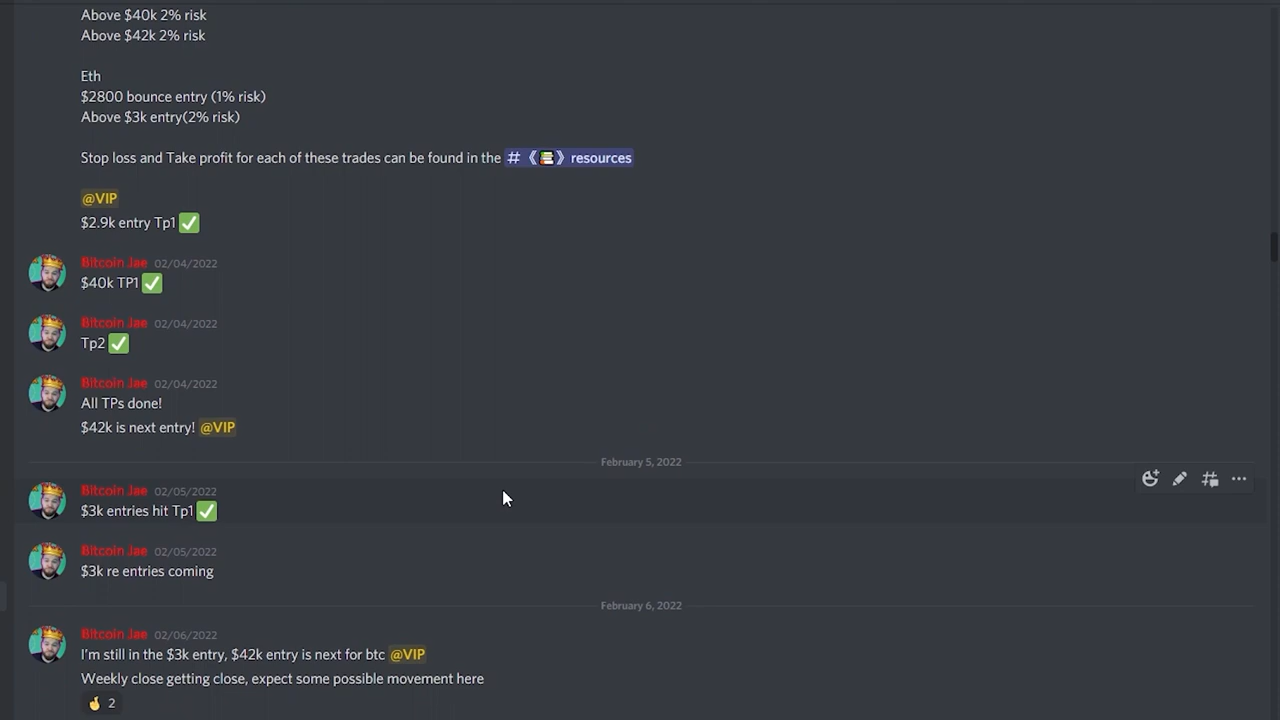 Above $40k 2% risk
Above $42k 2% risk
Eth
$2800 bounce entry (1% risk)
Above $3k entry(2% risk)
Stop loss and Take profit for each of these trades can be found in the # 《📚》 resources
@VIP
$2.9k entry Tp1 ✅
Bitcoin Jae 02/04/2022
$40k TP1 ✅
Bitcoin Jae 02/04/2022
Tp2 ✅
Bitcoin Jae 02/04/2022
All TPs done!
$42k is next entry! @VIP
February 5, 2022
Bitcoin Jae 02/05/2022
$3k entries hit Tp1 ✅
Bitcoin Jae 02/05/2022
$3k re entries coming
February 6, 2022
Bitcoin Jae 02/06/2022
I'm still in the $3k entry, $42k entry is next for btc @VIP
Weekly close getting close, expect some possible movement here
2